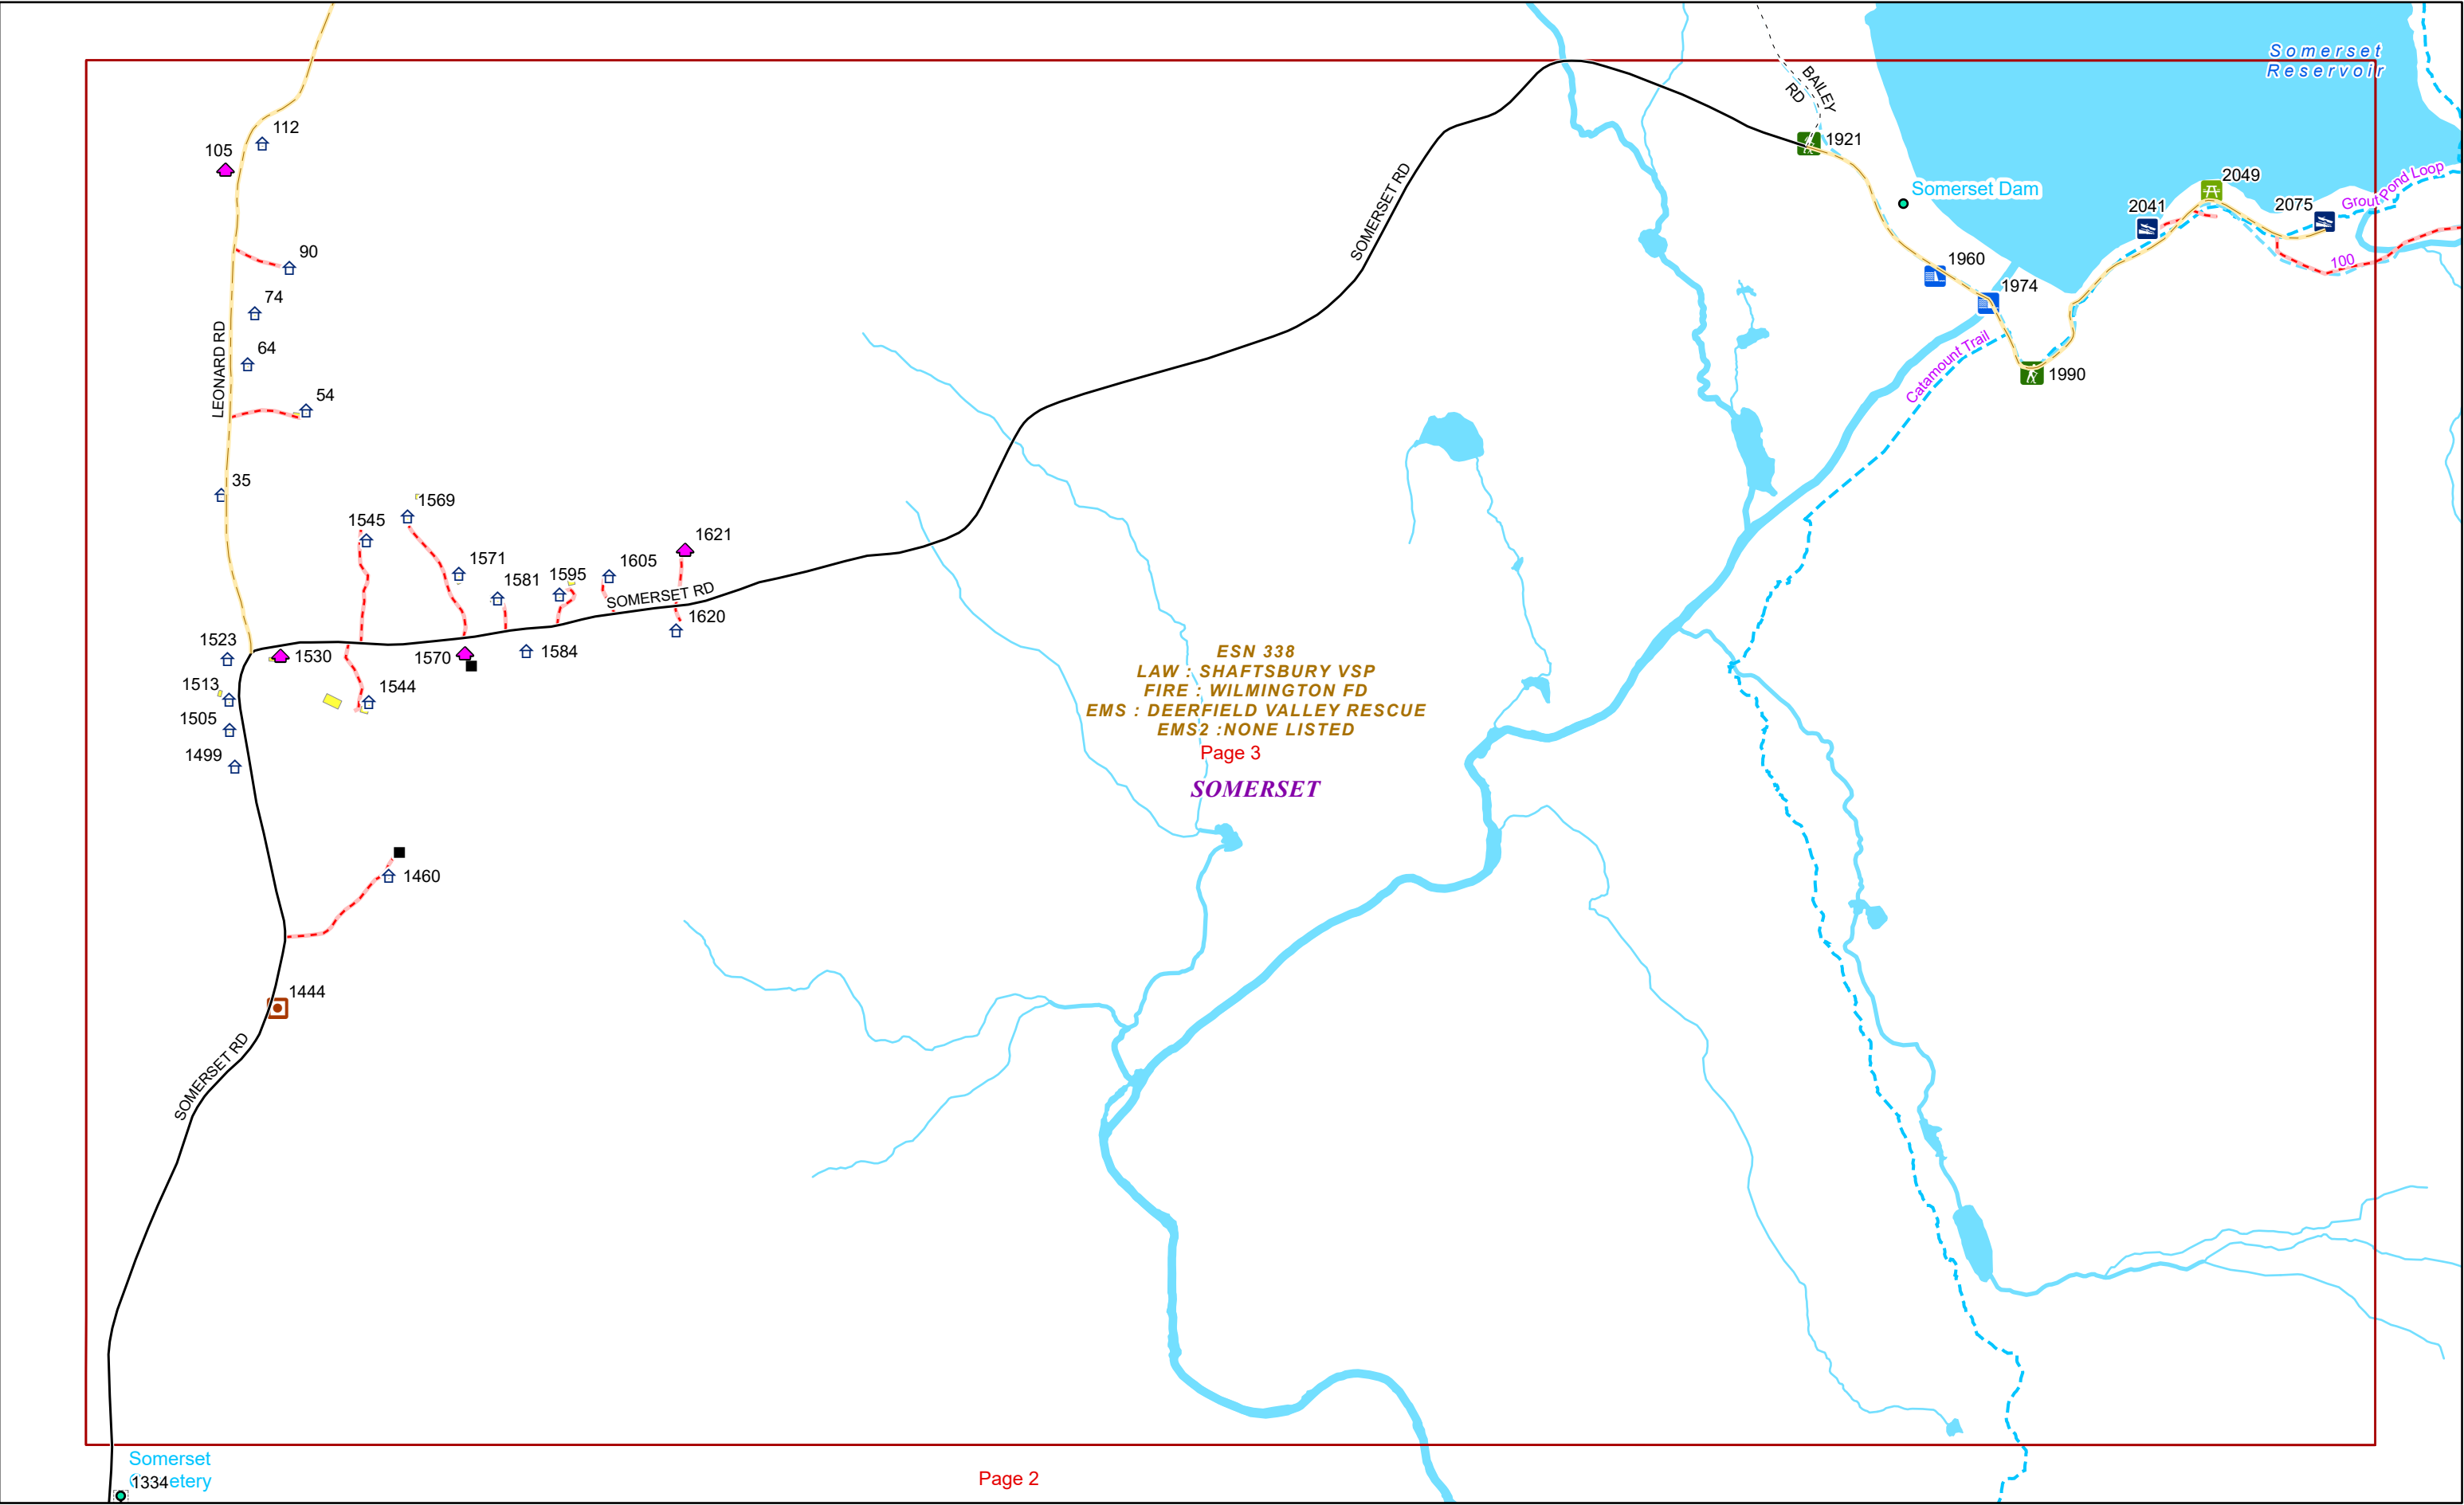 Somerset
Reservoir
BAILEY
RD
112
105
1921
SOMERSET RD
Somerset Dam
2049
2041
2075
Grout Pond Loop
90
1960
100
74
1974
LEONARD RD
64
Catamount Trail
1990
54
35
1569
1545
1621
1571
1605
1581
1595
SOMERSET RD
1620
1523
1530
1570
1584
ESN 338
LAW : SHAFTSBURY VSP
FIRE : WILMINGTON FD
EMS : DEERFIELD VALLEY RESCUE
EMS2 :NONE LISTED
Page 3
SOMERSET
1513
1544
1505
1499
1460
1444
SOMERSET RD
Somerset
1334
Page 2